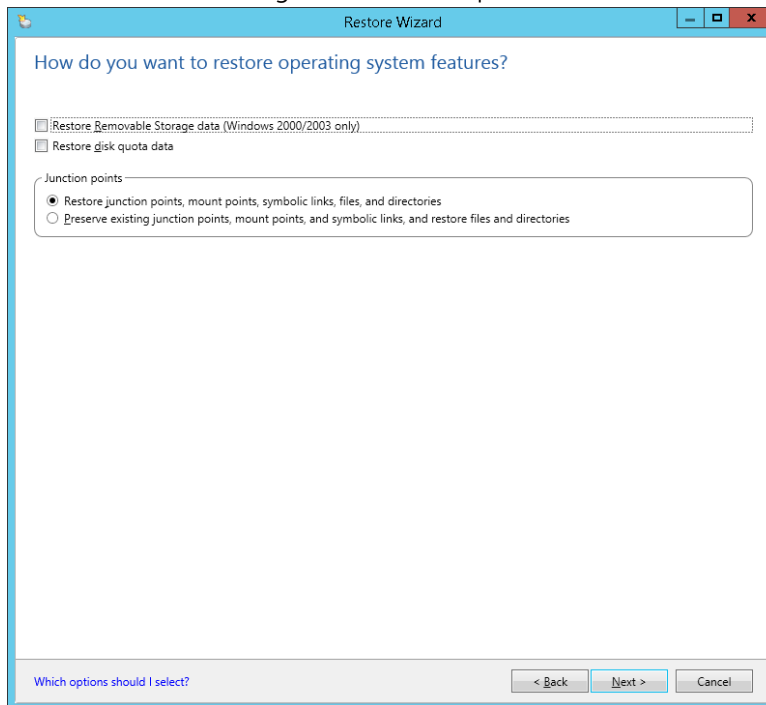 Restore Wizard
How do you want to restore operating system features?
Restore Removable Storage data (Windows 2000/2003 only)
Restore disk quota data
Junction points
Restore junction points, mount points, symbolic links, files, and directories
Preserve existing junction points, mount points, and symbolic links, and restore files and directories
Which options should I select?
< Back Next > Cancel